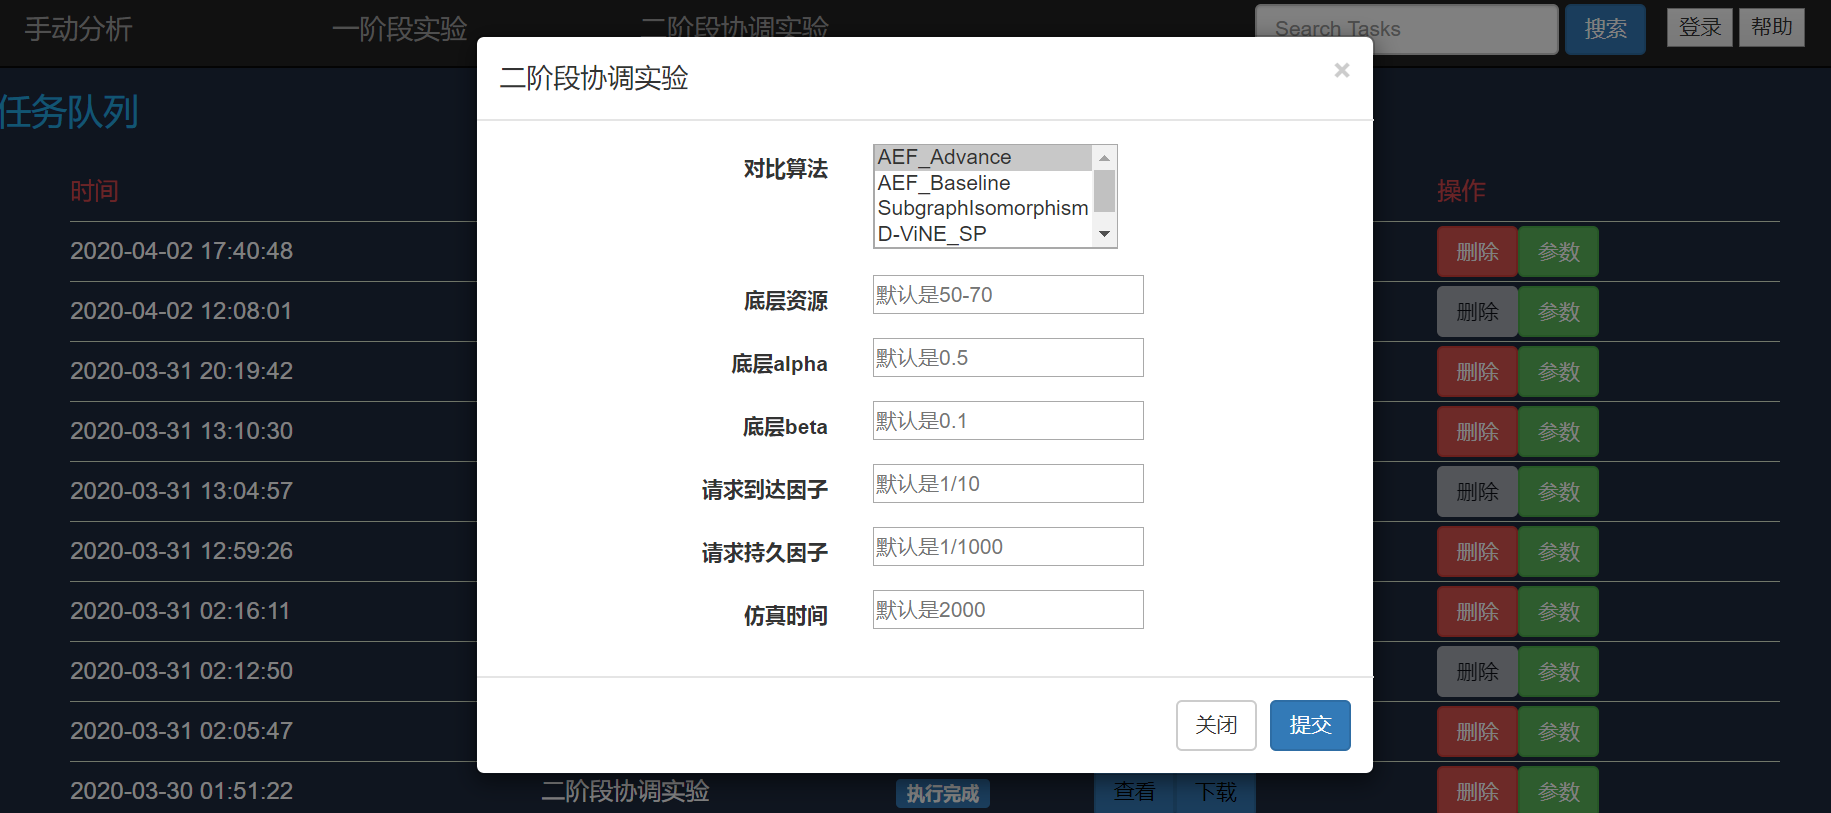 手动分析 一阶段实验 二阶段协调实验 Search Tasks 搜索 登录 帮助
二阶段协调实验 ×
任务队列
对比算法 AEF_Advance
AEF_Baseline
SubgraphIsomorphism
D-ViNE_SP
时间 操作
2020-04-02 17:40:48 删除 参数
底层资源 默认是50-70
2020-04-02 12:08:01 删除 参数
底层alpha 默认是0.5
2020-03-31 20:19:42 删除 参数
底层beta 默认是0.1
2020-03-31 13:10:30 删除 参数
请求到达因子 默认是1/10
2020-03-31 13:04:57 删除 参数
请求持久因子 默认是1/1000
2020-03-31 12:59:26 删除 参数
仿真时间 默认是2000
2020-03-31 02:16:11 删除 参数
2020-03-31 02:12:50 删除 参数
关闭 提交
2020-03-31 02:05:47 删除 参数
2020-03-30 01:51:22 二阶段协调实验 执行完成 查看 下载 删除 参数